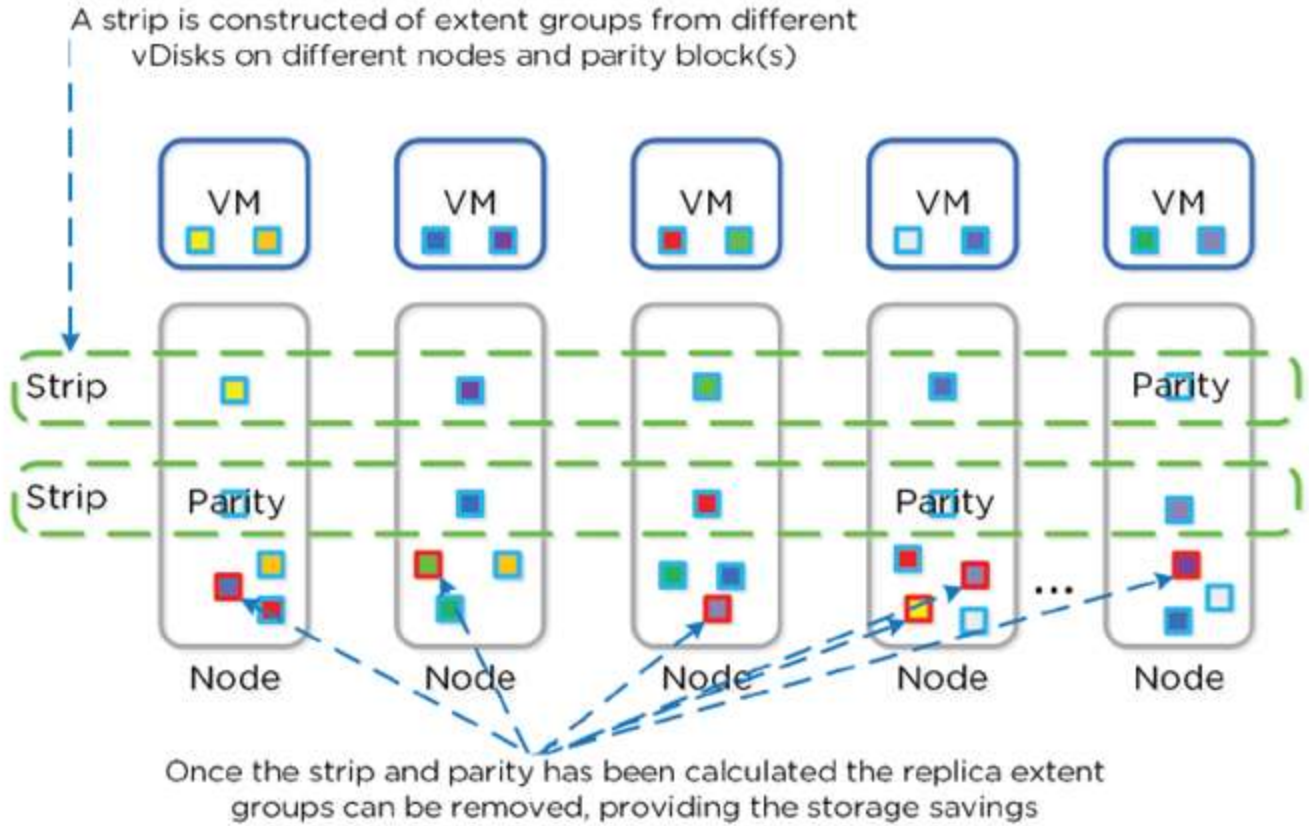 A strip is constructed of extent groups from different
vDisks on different nodes and parity block(s)
VM VM VM VM VM
Strip Parity
Strip Parity Parity
...
Node Node Node Node Node
Once the strip and parity has been calculated the replica extent
groups can be removed, providing the storage savings